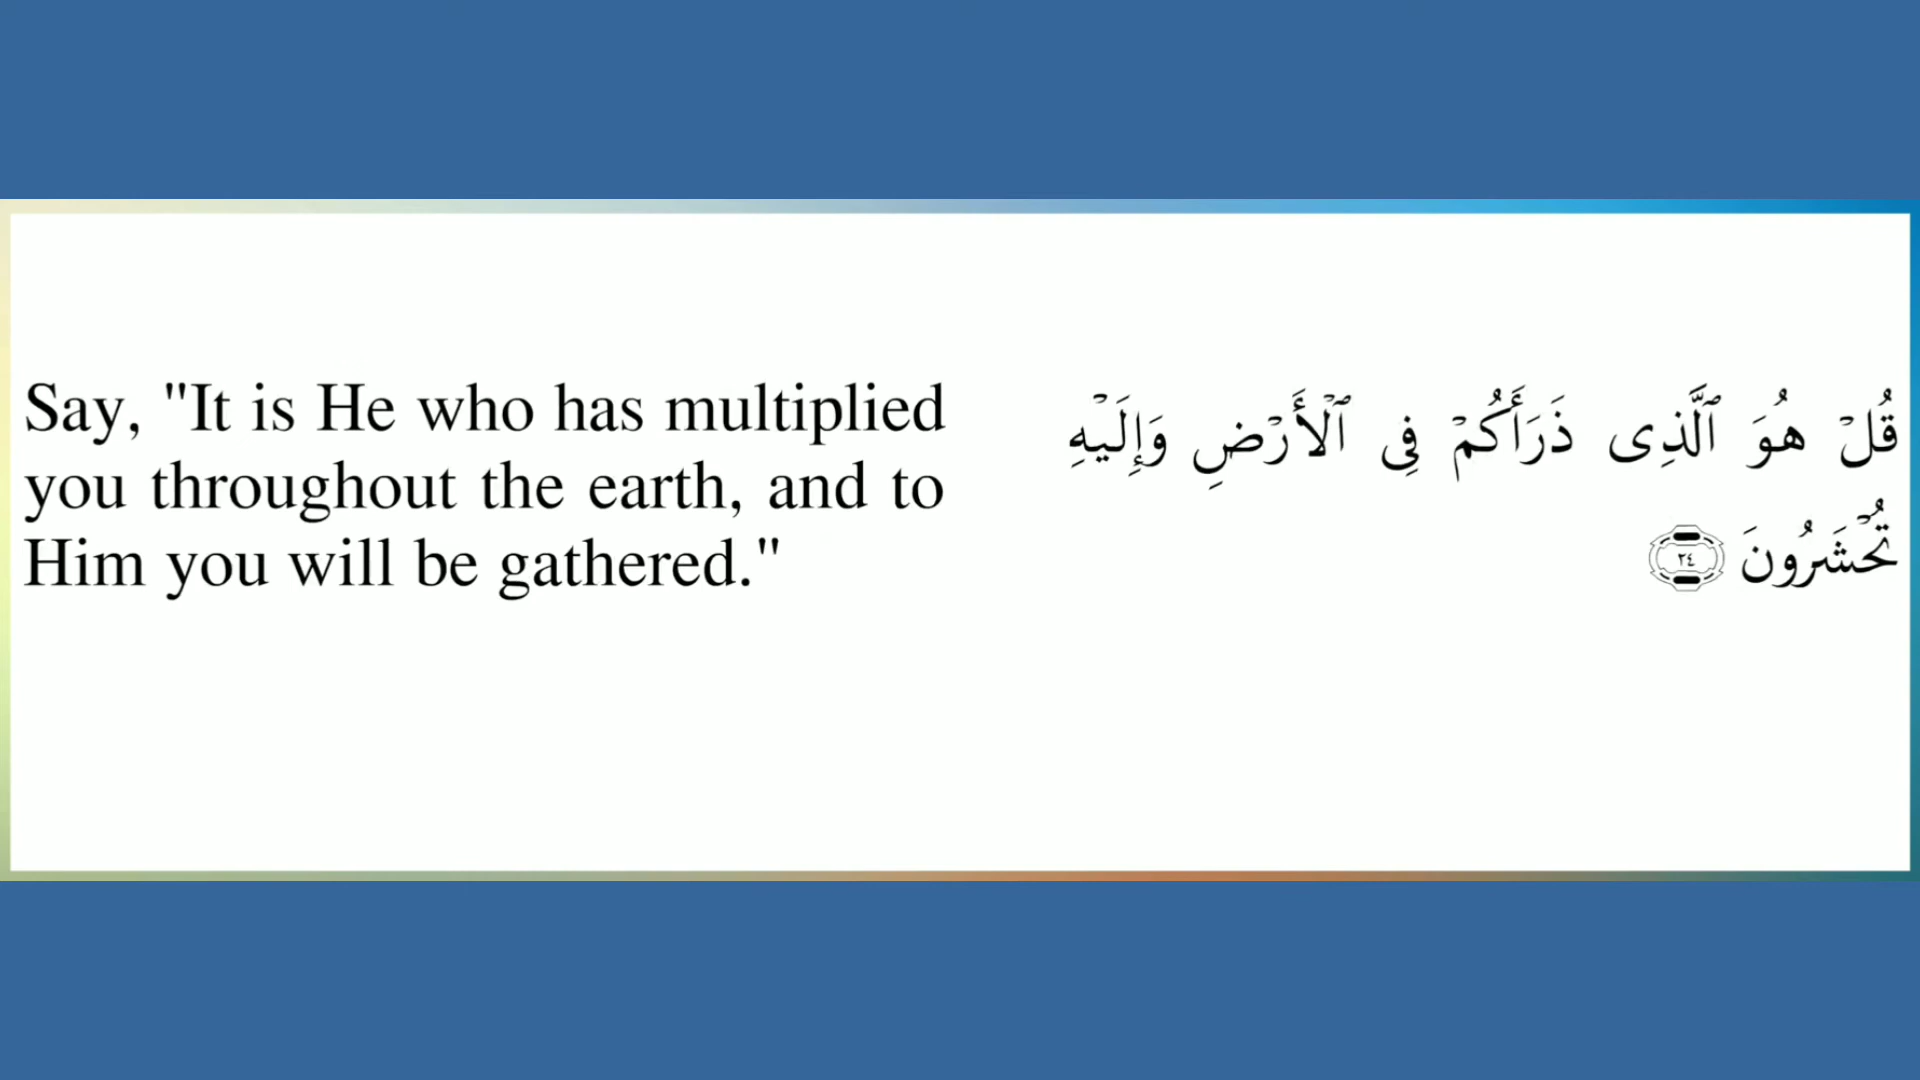 Say, "It is He who has multiplied
you throughout the earth, and to
Him you will be gathered."
قُلۡ هُوَ ٱلَّذِى ذَرَأَكُمۡ فِى ٱلۡأَرۡضِ وَإِلَيۡهِ
تُحۡشَرُونَ ٢٤